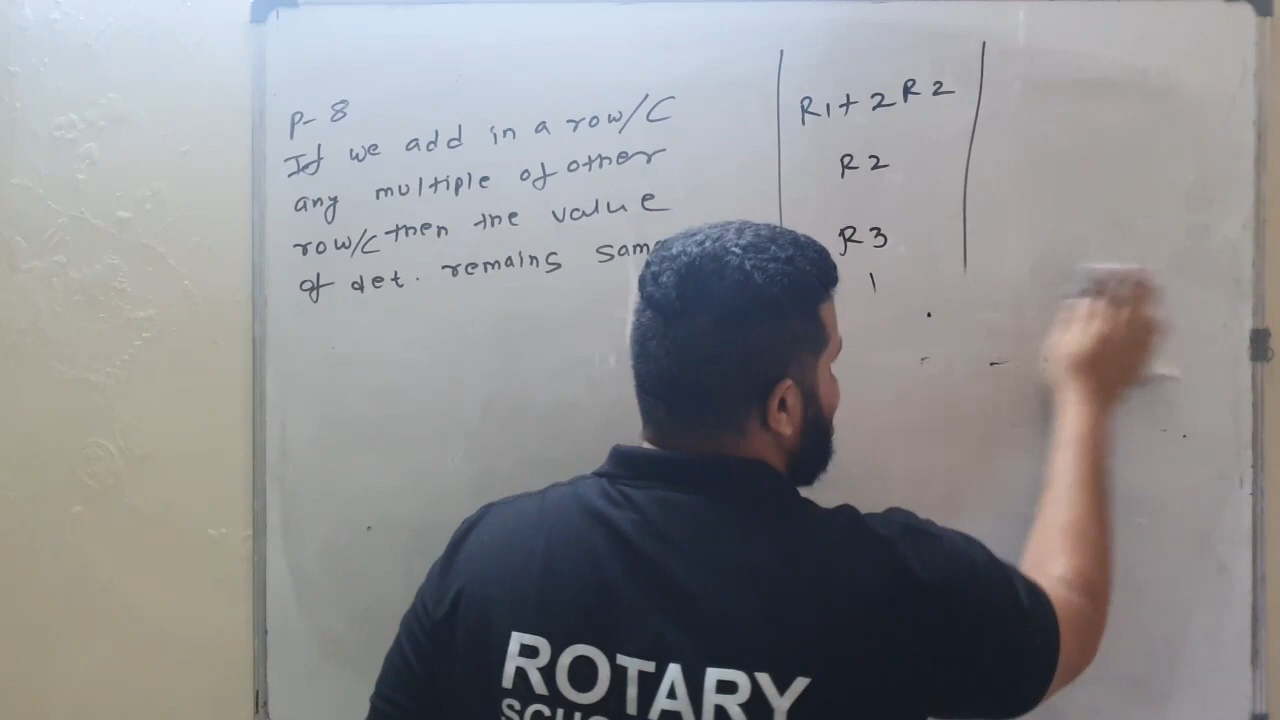 P-8
If we add in a row/C
any multiple of other
row/C then the value
of det. remains same
R1+2R2
R2
R3
ROTARY